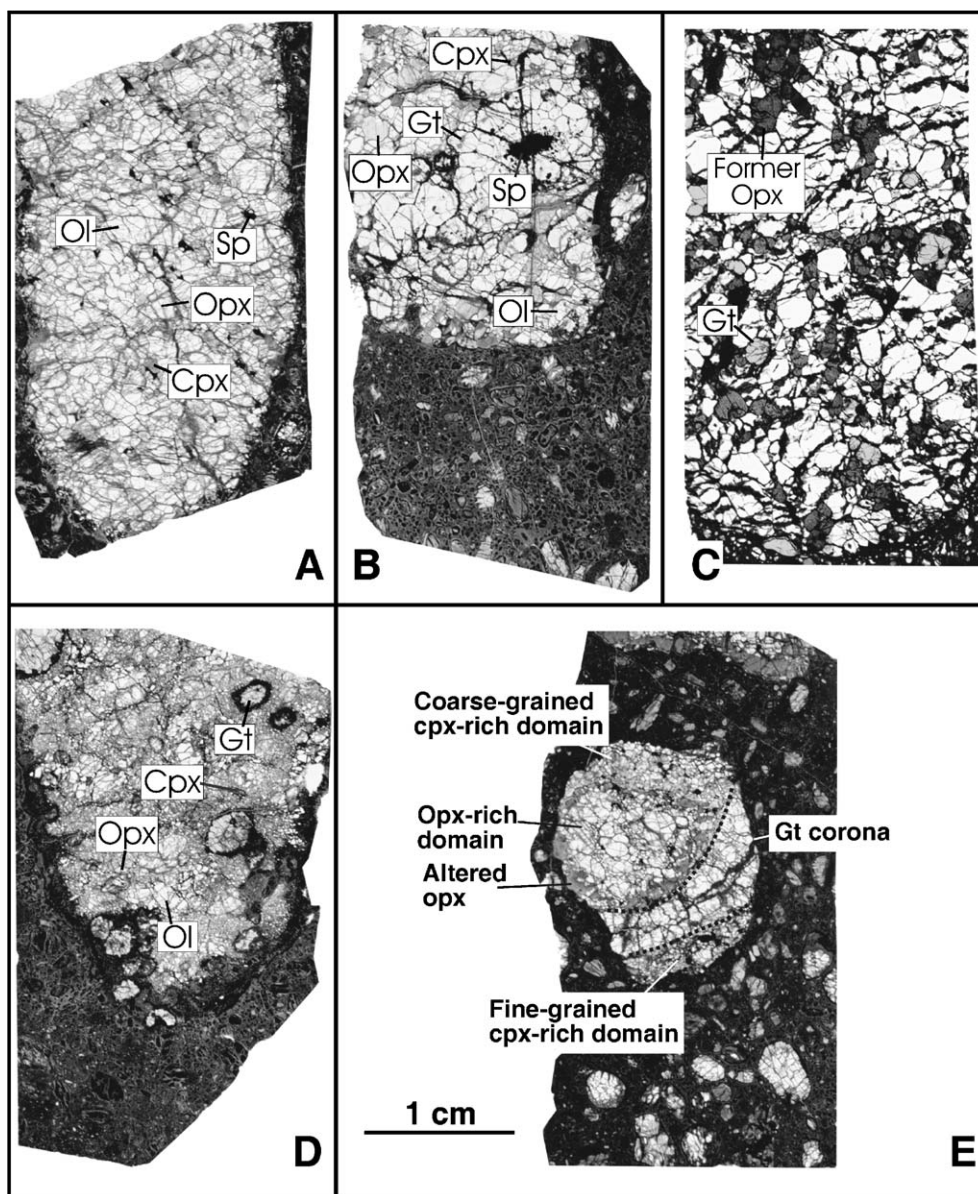 Ol
Sp
Opx
Cpx
A
Cpx
Gt
Opx
Sp
Ol
B
Former
Opx
Gt
C
Gt
Cpx
Opx
Ol
D
Coarse-grained
cpx-rich domain
Opx-rich
domain
Gt corona
Altered
opx
Fine-grained
cpx-rich domain
1 cm
E